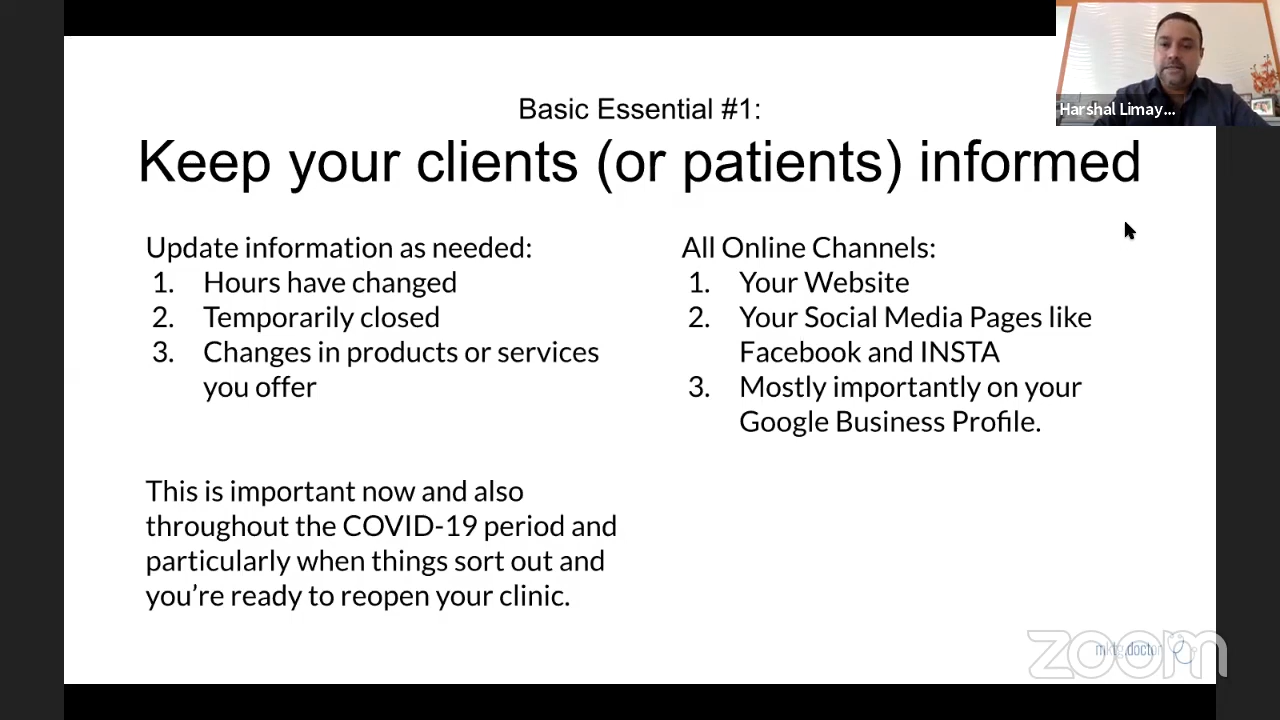 Harshal Limay...
Basic Essential #1:
Keep your clients (or patients) informed
Update information as needed:
1. Hours have changed
2. Temporarily closed
3. Changes in products or services
you offer
This is important now and also
throughout the COVID-19 period and
particularly when things sort out and
you're ready to reopen your clinic.
All Online Channels:
1. Your Website
2. Your Social Media Pages like
Facebook and INSTA
3. Mostly importantly on your
Google Business Profile.
mktg.doctor
zoom